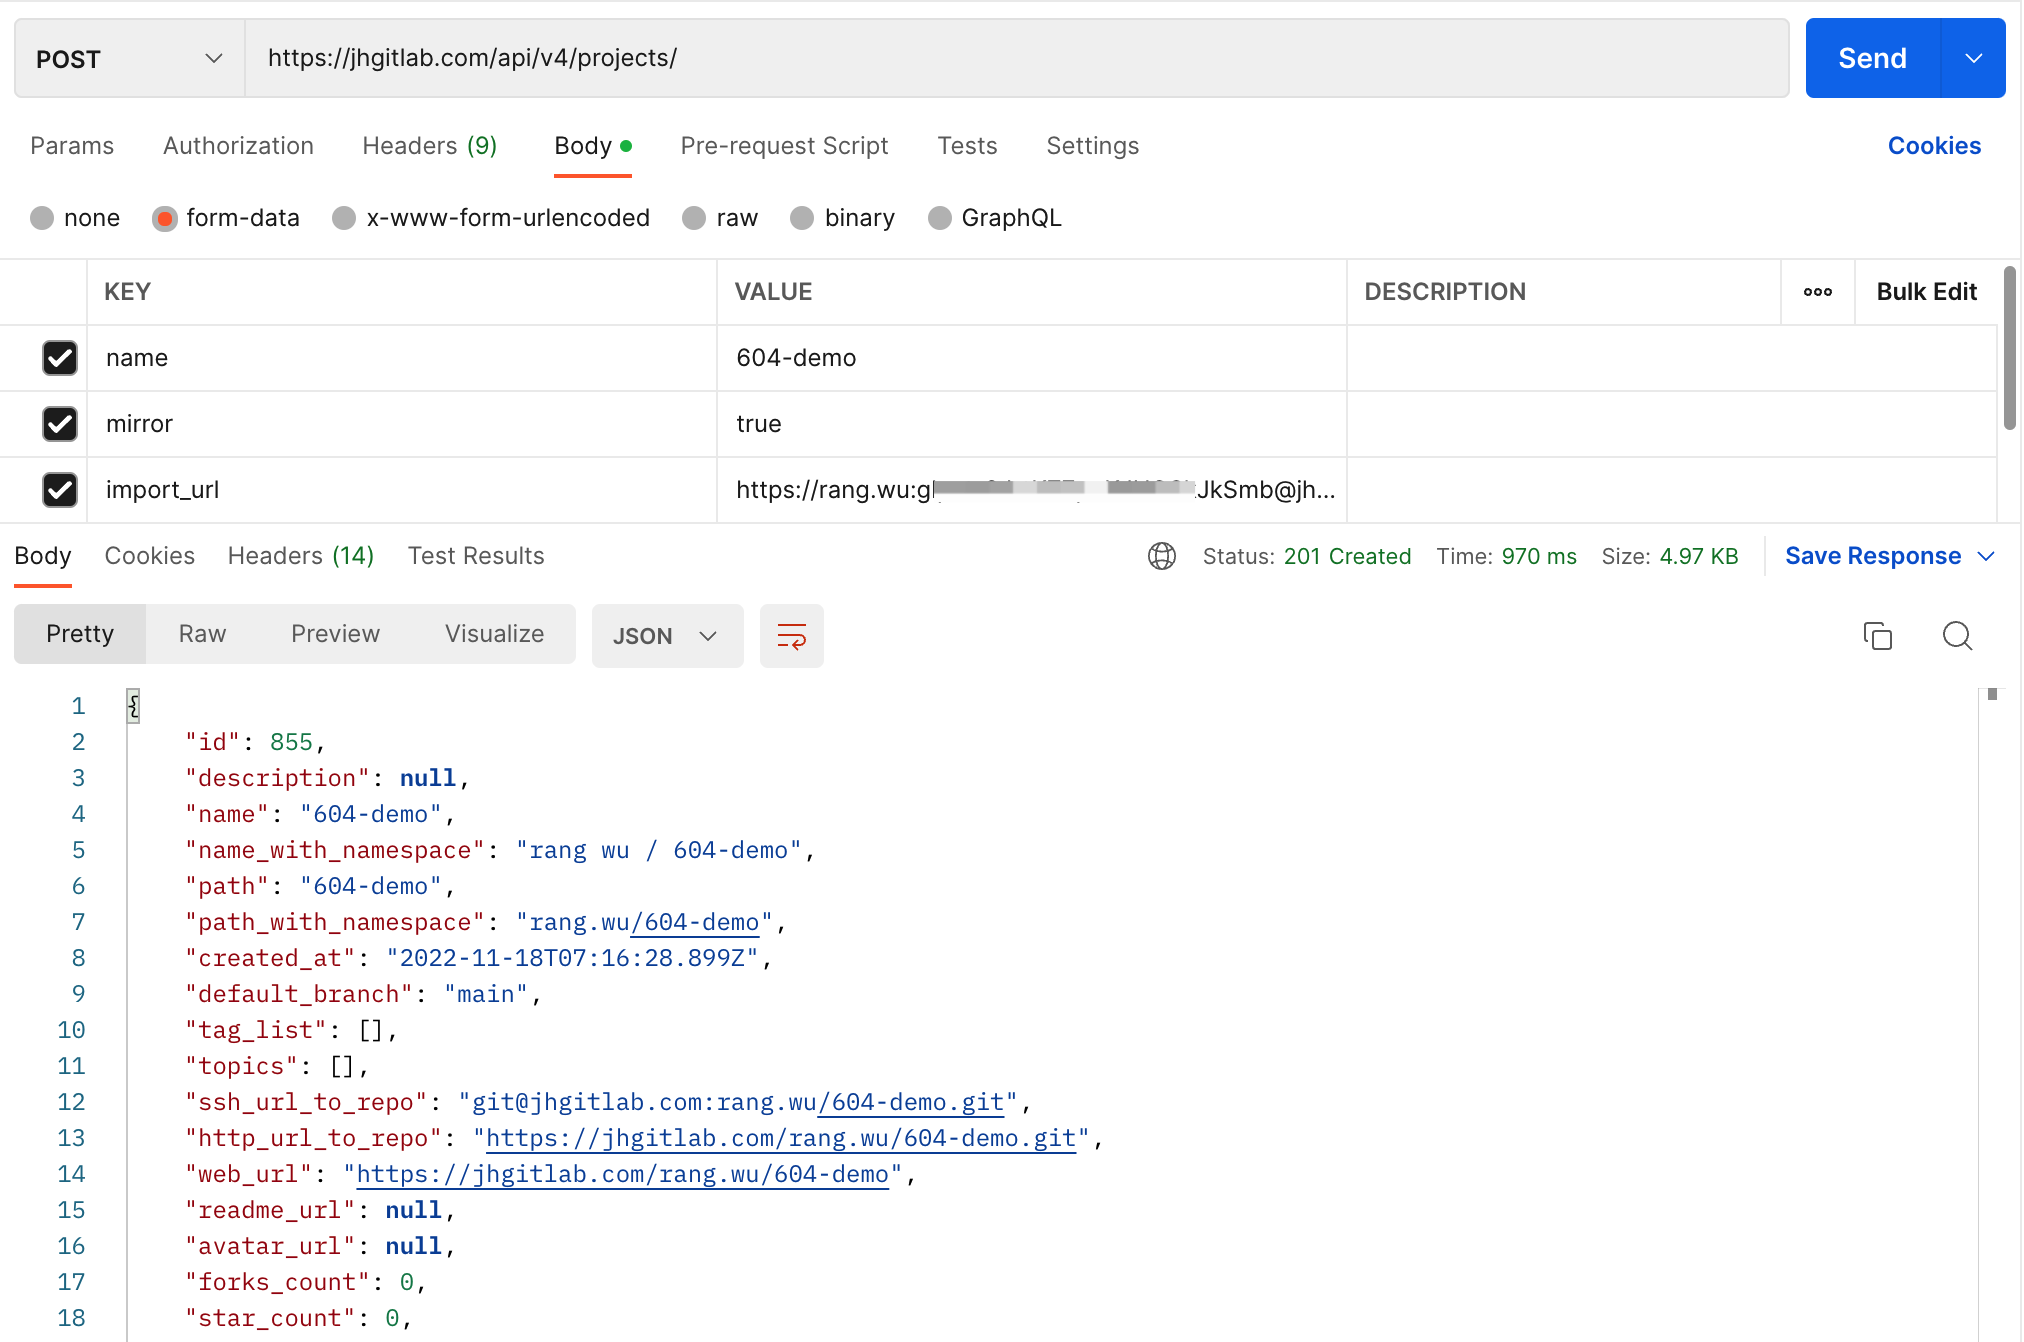 POST https://jhgitlab.com/api/v4/projects/ Send
Params Authorization Headers (9) Body Pre-request Script Tests Settings Cookies
none form-data x-www-form-urlencoded raw binary GraphQL
KEY VALUE DESCRIPTION Bulk Edit
name 604-demo
mirror true
import_url https://rang.wu:gl JkSmb@jh...
Body Cookies Headers (14) Test Results Status: 201 Created Time: 970 ms Size: 4.97 KB Save Response
Pretty Raw Preview Visualize JSON
1 {
2 "id": 855,
3 "description": null,
4 "name": "604-demo",
5 "name_with_namespace": "rang wu / 604-demo",
6 "path": "604-demo",
7 "path_with_namespace": "rang.wu/604-demo",
8 "created_at": "2022-11-18T07:16:28.899Z",
9 "default_branch": "main",
10 "tag_list": [],
11 "topics": [],
12 "ssh_url_to_repo": "git@jhgitlab.com:rang.wu/604-demo.git",
13 "http_url_to_repo": "https://jhgitlab.com/rang.wu/604-demo.git",
14 "web_url": "https://jhgitlab.com/rang.wu/604-demo",
15 "readme_url": null,
16 "avatar_url": null,
17 "forks_count": 0,
18 "star_count": 0,